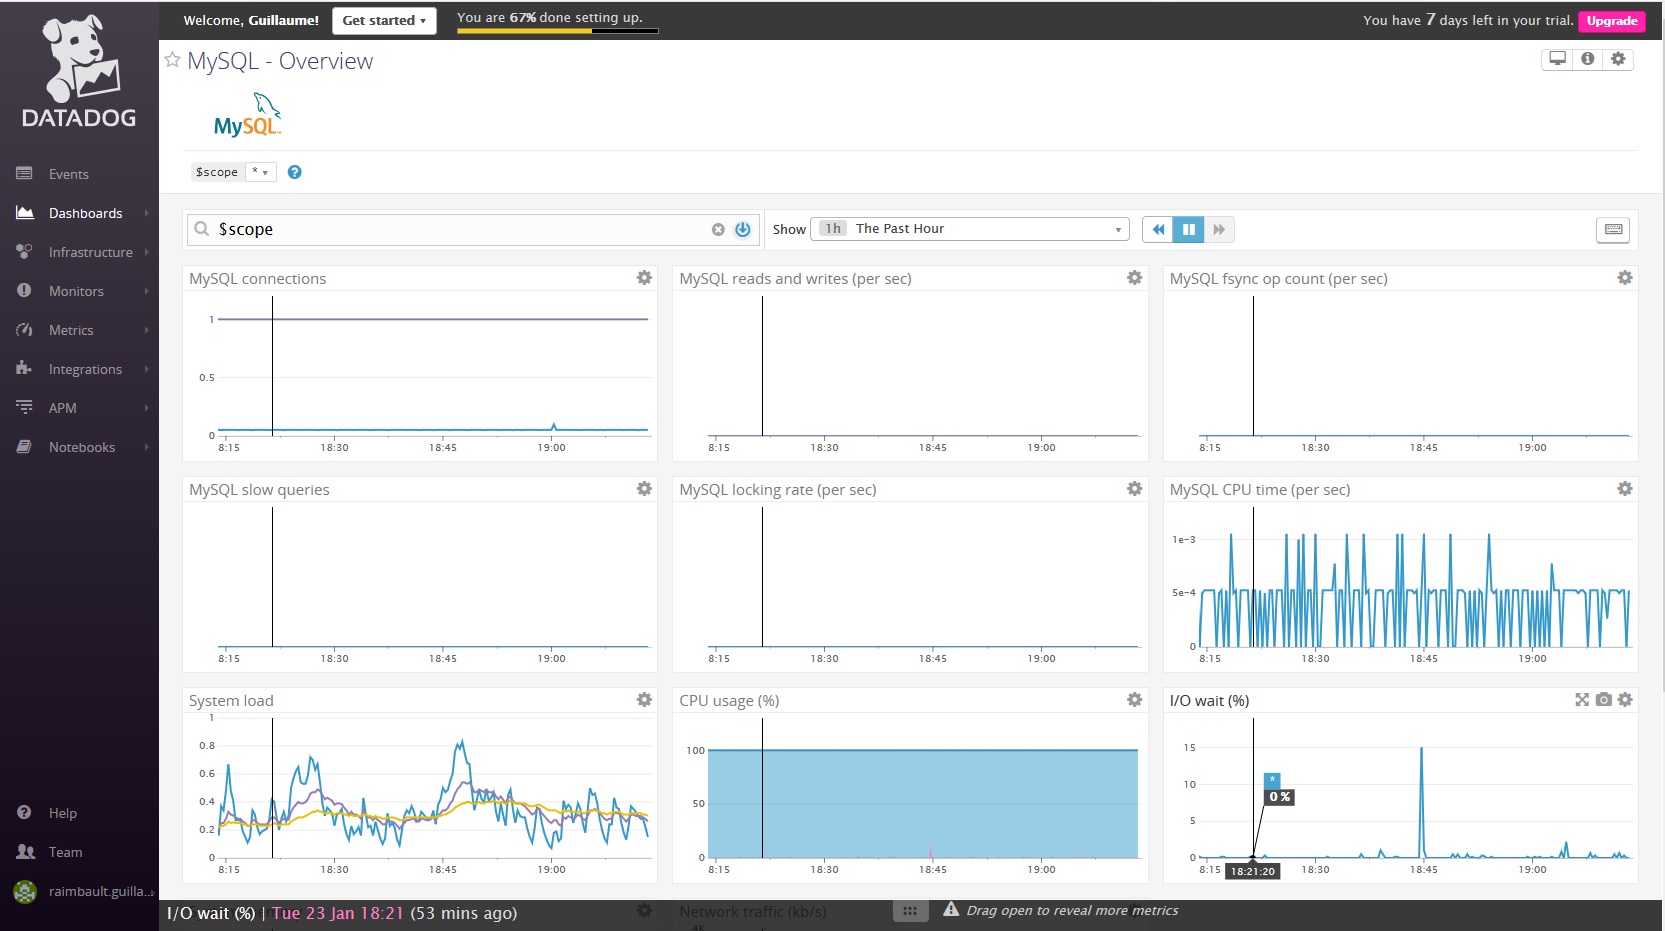 Welcome, Guillaume! Get started You are 67% done setting up. You have 7 days left in your trial. Upgrade
DATADOG
Events
Dashboards
Infrastructure
Monitors
Metrics
Integrations
APM
Notebooks
Help
Team
raimbault.guilla...
MySQL - Overview
MySQL™
$scope * ?
$scope Show 1h The Past Hour
MySQL connections
1
0.5
0
8:15 18:30 18:45 19:00
MySQL reads and writes (per sec)
8:15 18:30 18:45 19:00
MySQL fsync op count (per sec)
8:15 18:30 18:45 19:00
MySQL slow queries
8:15 18:30 18:45 19:00
MySQL locking rate (per sec)
8:15 18:30 18:45 19:00
MySQL CPU time (per sec)
1e-3
5e-4
0
8:15 18:30 18:45 19:00
System load
1
0.8
0.6
0.4
0.2
0
8:15 18:30 18:45 19:00
CPU usage (%)
100
50
0
8:15 18:30 18:45 19:00
I/O wait (%)
15
10
5
0
*
0 %
8:15 18:21:20 18:30 18:45 19:00
I/O wait (%) | Tue 23 Jan 18:21 (53 mins ago)
Network traffic (kb/s)
4K
Drag open to reveal more metrics